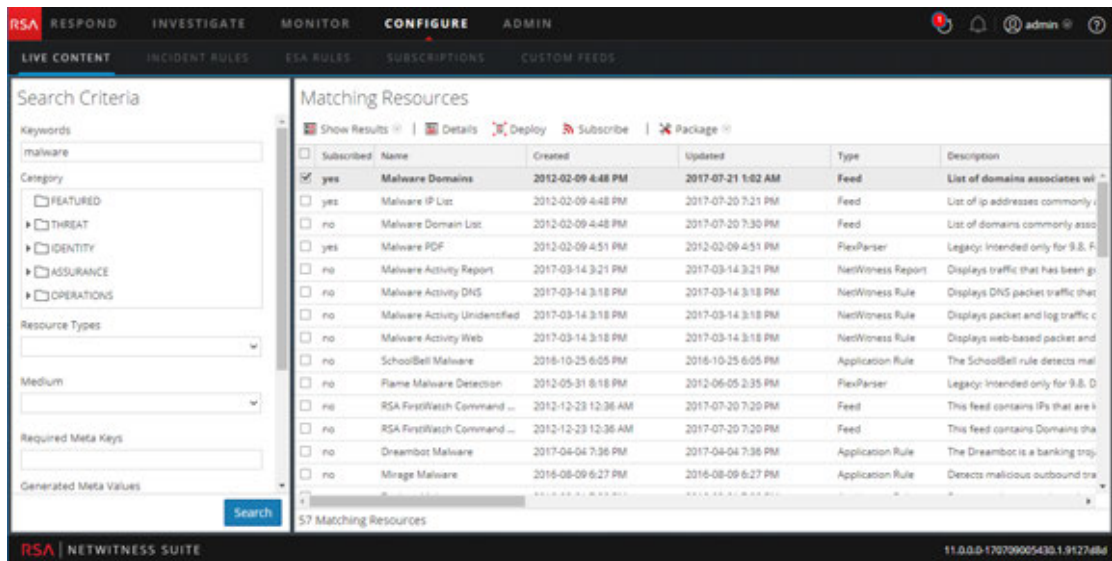 RSA RESPOND INVESTIGATE MONITOR CONFIGURE ADMIN 1 admin ?
LIVE CONTENT INCIDENT RULES ESA RULES SUBSCRIPTIONS CUSTOM FEEDS
Search Criteria
Keywords
malware
Category
FEATURED
THREAT
IDENTITY
ASSURANCE
OPERATIONS
Resource Types
Medium
Required Meta Keys
Generated Meta Values
Search
Matching Resources
Show Results | Details Deploy Subscribe | Package
Subscribed Name Created Updated Type Description
yes Malware Domains 2012-02-09 4:48 PM 2017-07-21 1:02 AM Feed List of domains associates wi
yes Malware IP List 2012-02-09 4:48 PM 2017-07-20 7:21 PM Feed List of ip addresses commonly
no Malware Domain List 2012-02-09 4:48 PM 2017-07-20 7:30 PM Feed List of domains commonly asso
yes Malware PDF 2012-02-09 4:51 PM 2012-02-09 4:51 PM FlexParser Legacy: Intended only for 9.8. F
no Malware Activity Report 2017-03-14 3:21 PM 2017-03-14 3:21 PM NetWitness Report Displays traffic that has been g
no Malware Activity DNS 2017-03-14 3:18 PM 2017-03-14 3:18 PM NetWitness Rule Displays DNS packet traffic that
no Malware Activity Unidentified 2017-03-14 3:18 PM 2017-03-14 3:18 PM NetWitness Rule Displays packet and log traffic c
no Malware Activity Web 2017-03-14 3:18 PM 2017-03-14 3:18 PM NetWitness Rule Displays web-based packet and
no SchoolBell Malware 2016-10-25 6:05 PM 2016-10-25 6:05 PM Application Rule The SchoolBell rule detects mal
no Flame Malware Detection 2012-05-31 8:18 PM 2012-06-05 2:35 PM FlexParser Legacy: Intended only for 9.8. D
no RSA FirstWatch Command ... 2012-12-23 12:36 AM 2017-07-20 7:20 PM Feed This feed contains IPs that are k
no RSA FirstWatch Command ... 2012-12-23 12:36 AM 2017-07-20 7:20 PM Feed This feed contains Domains tha
no Dreambot Malware 2017-04-04 7:36 PM 2017-04-04 7:36 PM Application Rule The Dreambot is a banking troj
no Mirage Malware 2016-08-09 6:27 PM 2016-08-09 6:27 PM Application Rule Detects malicious outbound tra
57 Matching Resources
RSA | NETWITNESS SUITE
11.0.0.0-170709005430.1.9127d8d